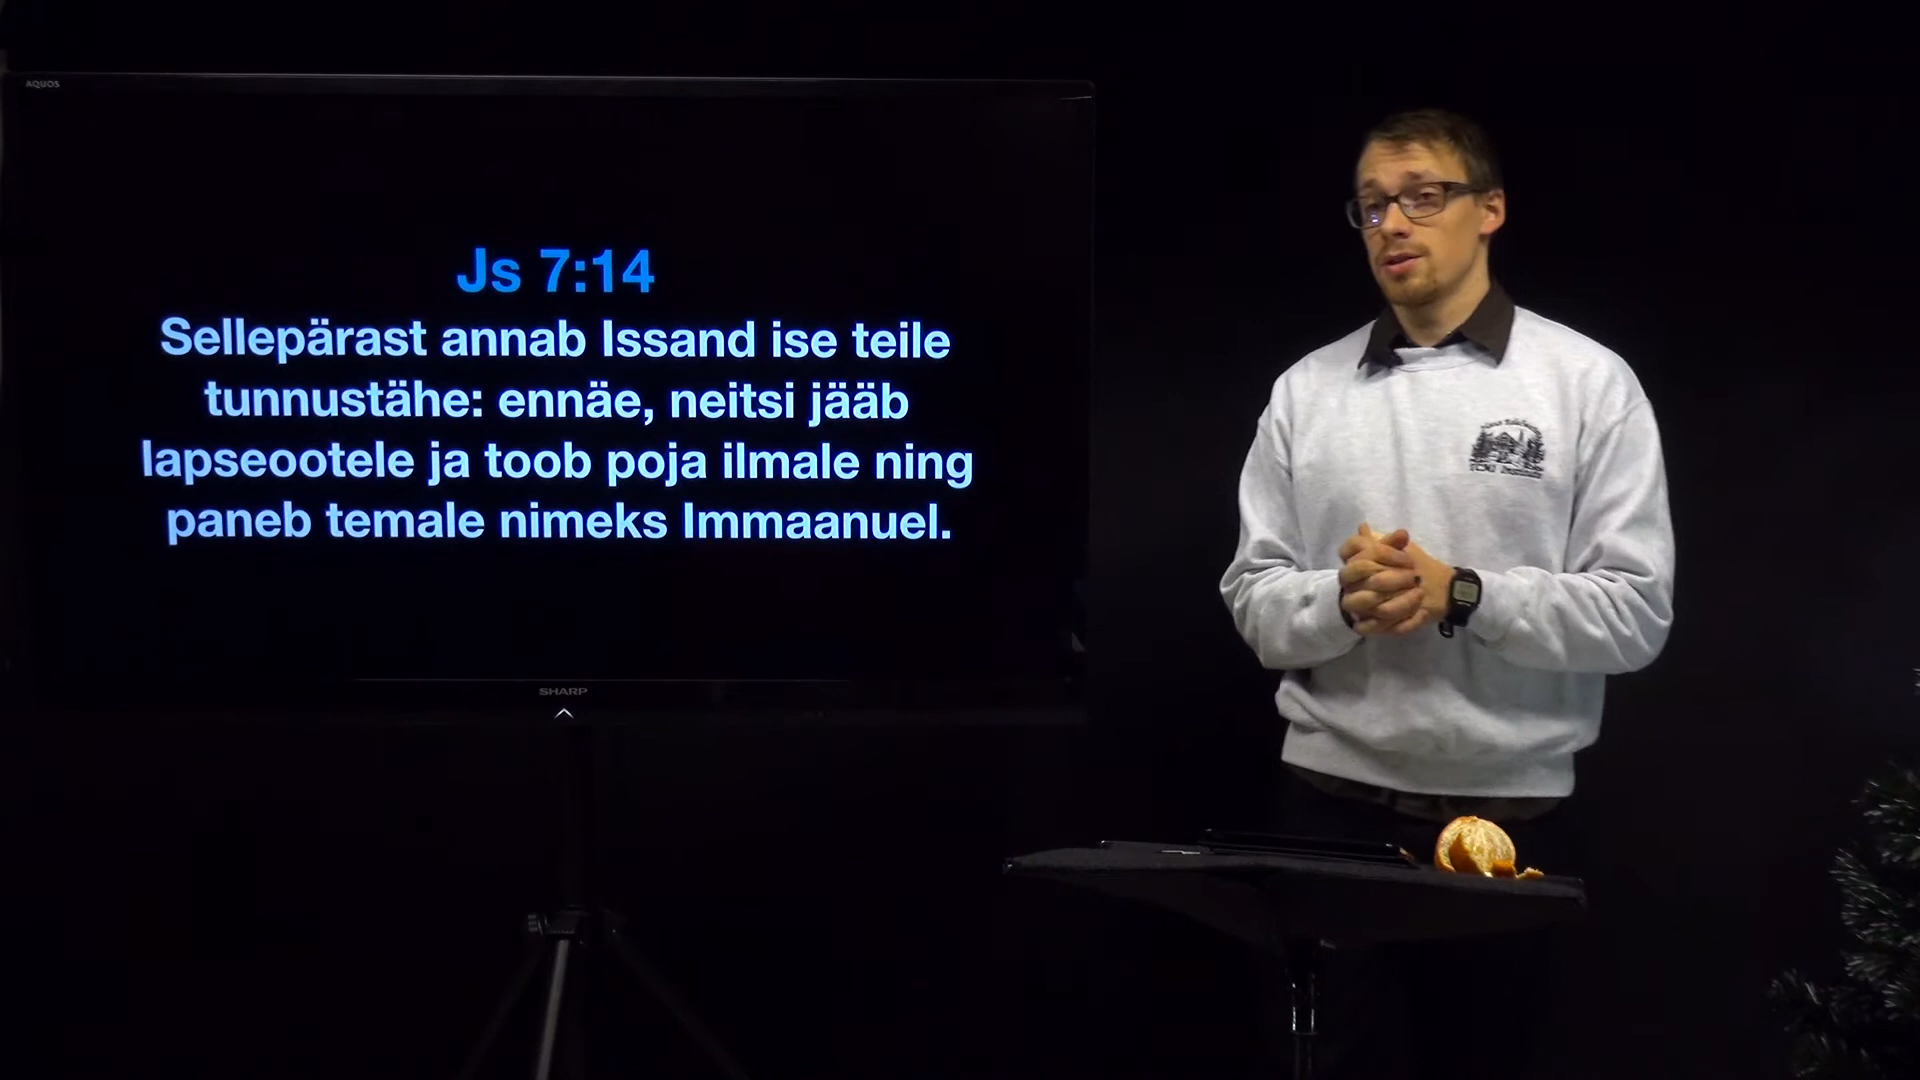 AQUOS
Js 7:14
Sellepärast annab Issand ise teile
tunnustähe: ennäe, neitsi jääb
lapseootele ja toob poja ilmale ning
paneb temale nimeks Immaanuel.
SHARP